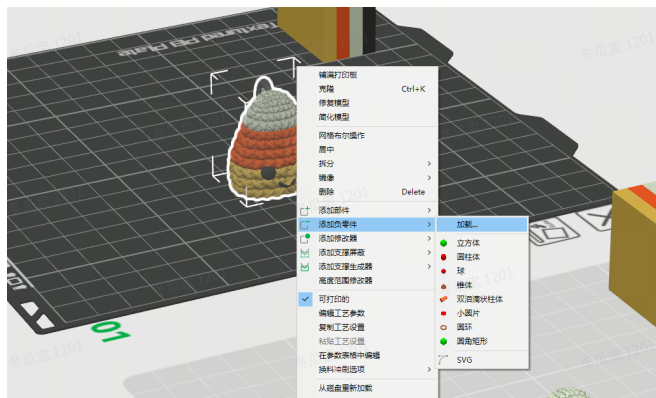 Textured PEI Plate
冬瓜蛊 1201
铺满打印板
克隆 Ctrl+K
修复模型
简化模型
网格布尔操作
居中
拆分
镜像
删除 Delete
添加部件
添加负零件
添加修改器
添加支撑屏蔽
添加支撑生成器
高度范围修改器
可打印的
编辑工艺参数
复制工艺设置
粘贴工艺设置
在参数表格中编辑
换料冲刷选项
从磁盘重新加载
加载...
立方体
圆柱体
球
锥体
双泪滴状柱体
小圆片
圆环
圆角矩形
SVG
01